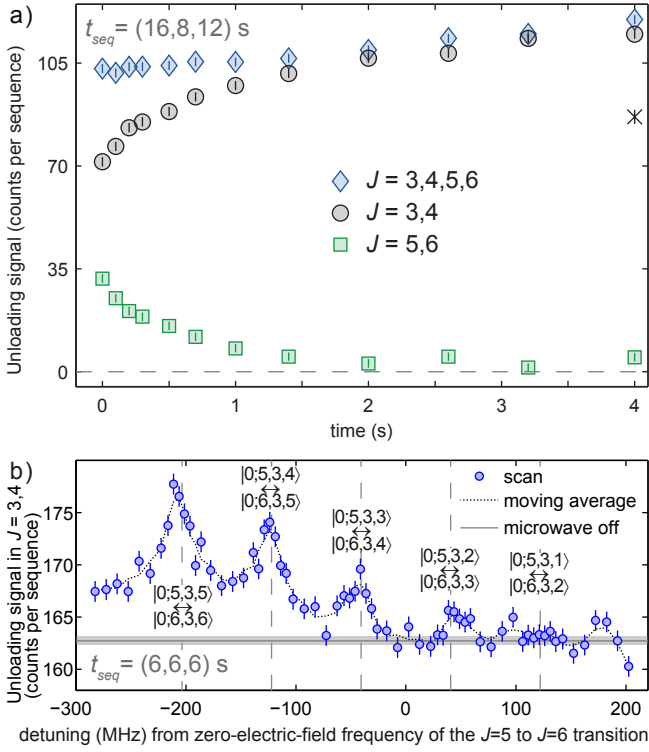 a)
t_seq = (16,8,12) s
Unloading signal (counts per sequence)
105
70
35
0
J = 3,4,5,6
J = 3,4
J = 5,6
0
1
2
3
4
time (s)
b)
Unloading signal in J = 3,4
(counts per sequence)
175
170
165
160
|0;5,3,5⟩
↔
|0;6,3,6⟩
|0;5,3,4⟩
↔
|0;6,3,5⟩
|0;5,3,3⟩
↔
|0;6,3,4⟩
|0;5,3,2⟩
↔
|0;6,3,3⟩
|0;5,3,1⟩
↔
|0;6,3,2⟩
scan
moving average
microwave off
t_seq = (6,6,6) s
−300
−200
−100
0
100
200
detuning (MHz) from zero-electric-field frequency of the J=5 to J=6 transition